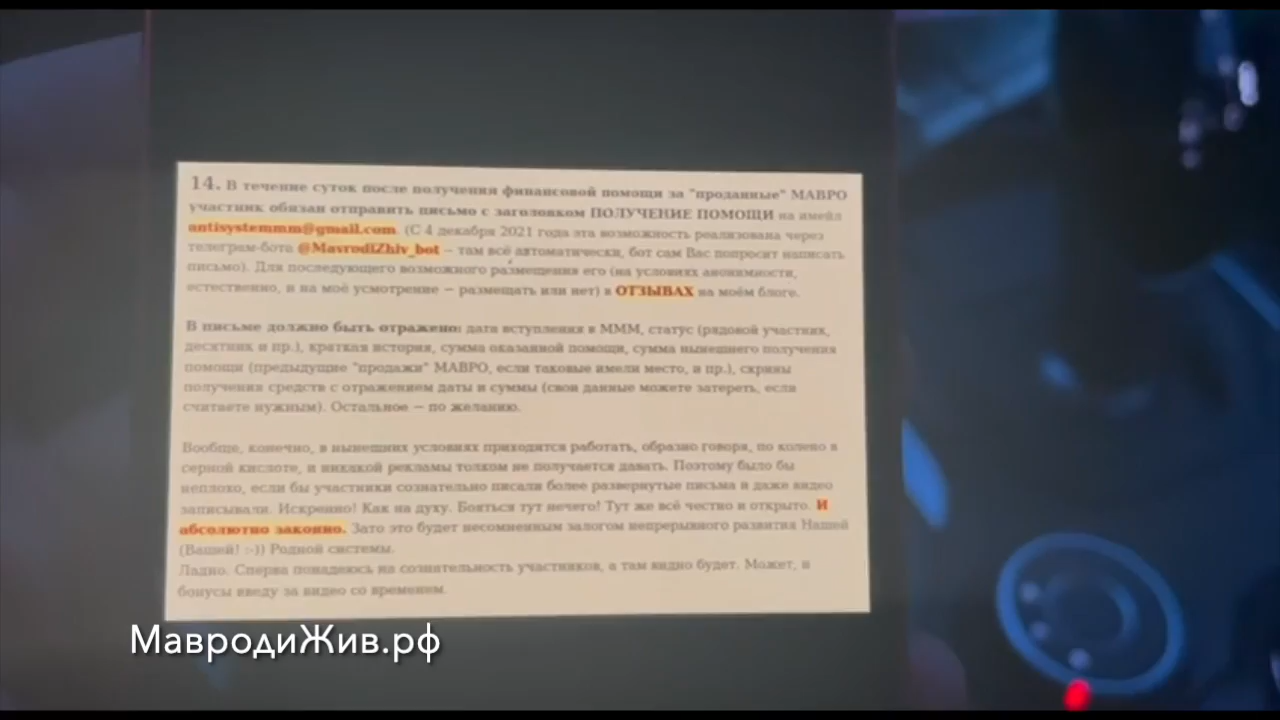 14. В течение суток после получения финансовой помощи за "проданные" МАВРО
участник обязан отправить письмо с заголовком ПОЛУЧЕНИЕ ПОМОЩИ на имейл
antisystemmm@gmail.com. (С 4 декабря 2021 года эта возможность реализована через
телеграм-бота @MavrodiZhiv_bot – там всё автоматически, бот сам Вас попросит написать
письмо). Для последующего возможного размещения его (на условиях анонимности,
естественно, и на моё усмотрение – размещать или нет) в ОТЗЫВАХ на моём блоге.
В письме должно быть отражено: дата вступления в МММ, статус (рядовой участник,
десятник и пр.), краткая история, сумма оказанной помощи, сумма нынешнего получения
помощи (предыдущие "продажи" МАВРО, если таковые имели место, и пр.), скрины
получения средств с отражением даты и суммы (свои данные можете затереть, если
считаете нужным). Остальное – по желанию.
Вообще, конечно, в нынешних условиях приходится работать, образно говоря, по колено в
серной кислоте, и никакой рекламы толком не получается давать. Поэтому было бы
неплохо, если бы участники сознательно писали более развернутые письма и даже видео
записывали. Искренно! Как на духу. Бояться тут нечего! Тут же всё честно и открыто. И
абсолютно законно. Зато это будет несомненным залогом непрерывного развития Нашей
(Вашей! :-)) Родной системы.
Ладно. Сперва понадеюсь на сознательность участников, а там видно будет. Может, и
бонусы введу за видео со временем.
МавродиЖив.рф